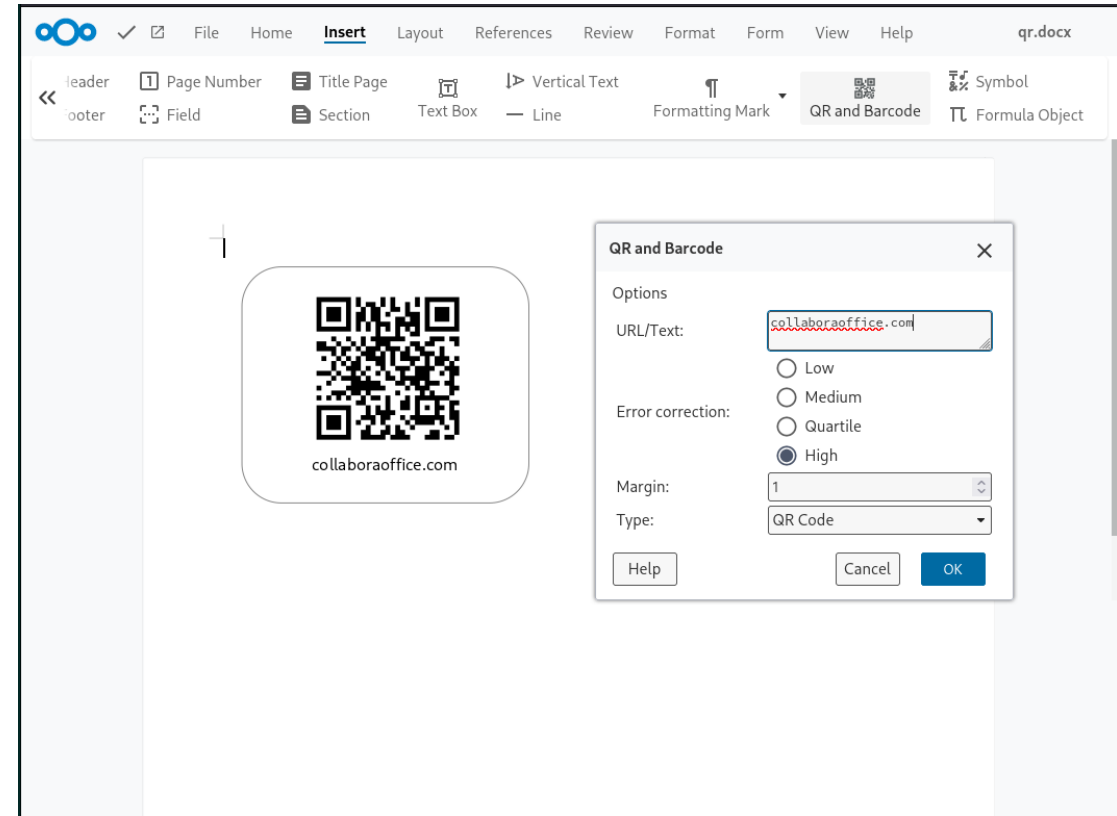 File Home Insert Layout References Review Format Form View Help qr.docx
Page Number Title Page Vertical Text Symbol
Field Section Text Box Line Formatting Mark QR and Barcode Formula Object
QR and Barcode
Options
URL/Text: collaboraoffice.com
Low
Medium
Error correction:
Quartile
High
Margin: 1
Type: QR Code
Help Cancel OK
collaboraoffice.com